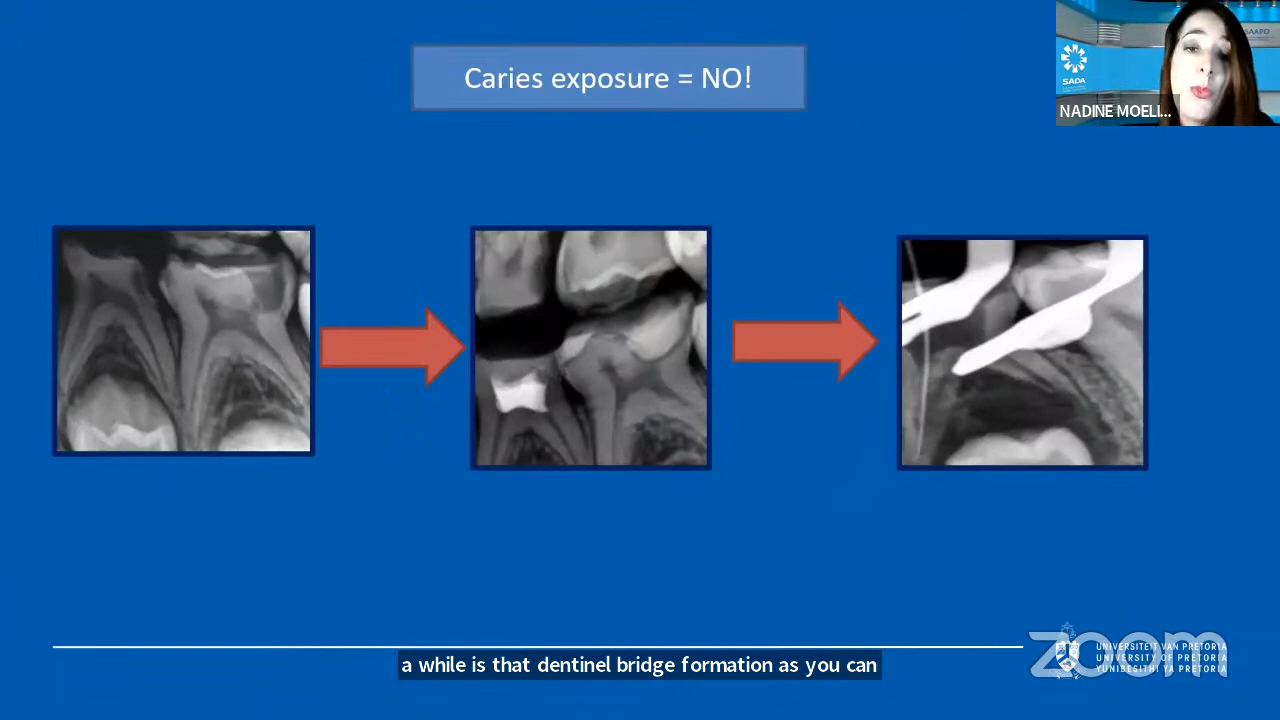 Caries exposure = NO!
SAAPD
SADA
NADINE MOELI...
a while is that dentinel bridge formation as you can
zoom
UNIVERSITEIT VAN PRETORIA
UNIVERSITY OF PRETORIA
YUNIBESITHI YA PRETORIA